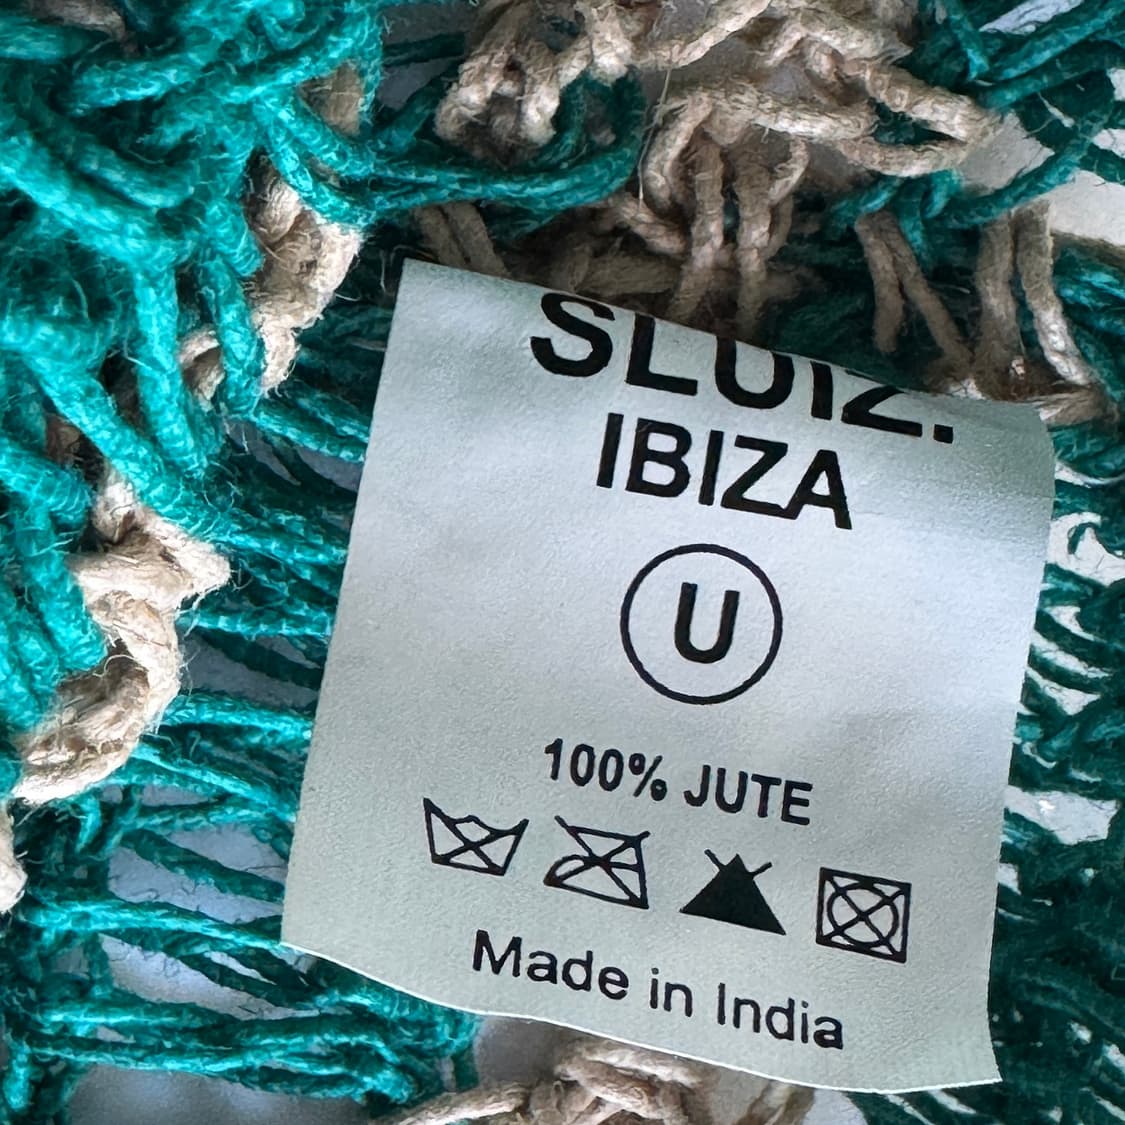 SLUIZ.
IBIZA
U
100% JUTE
Made in India